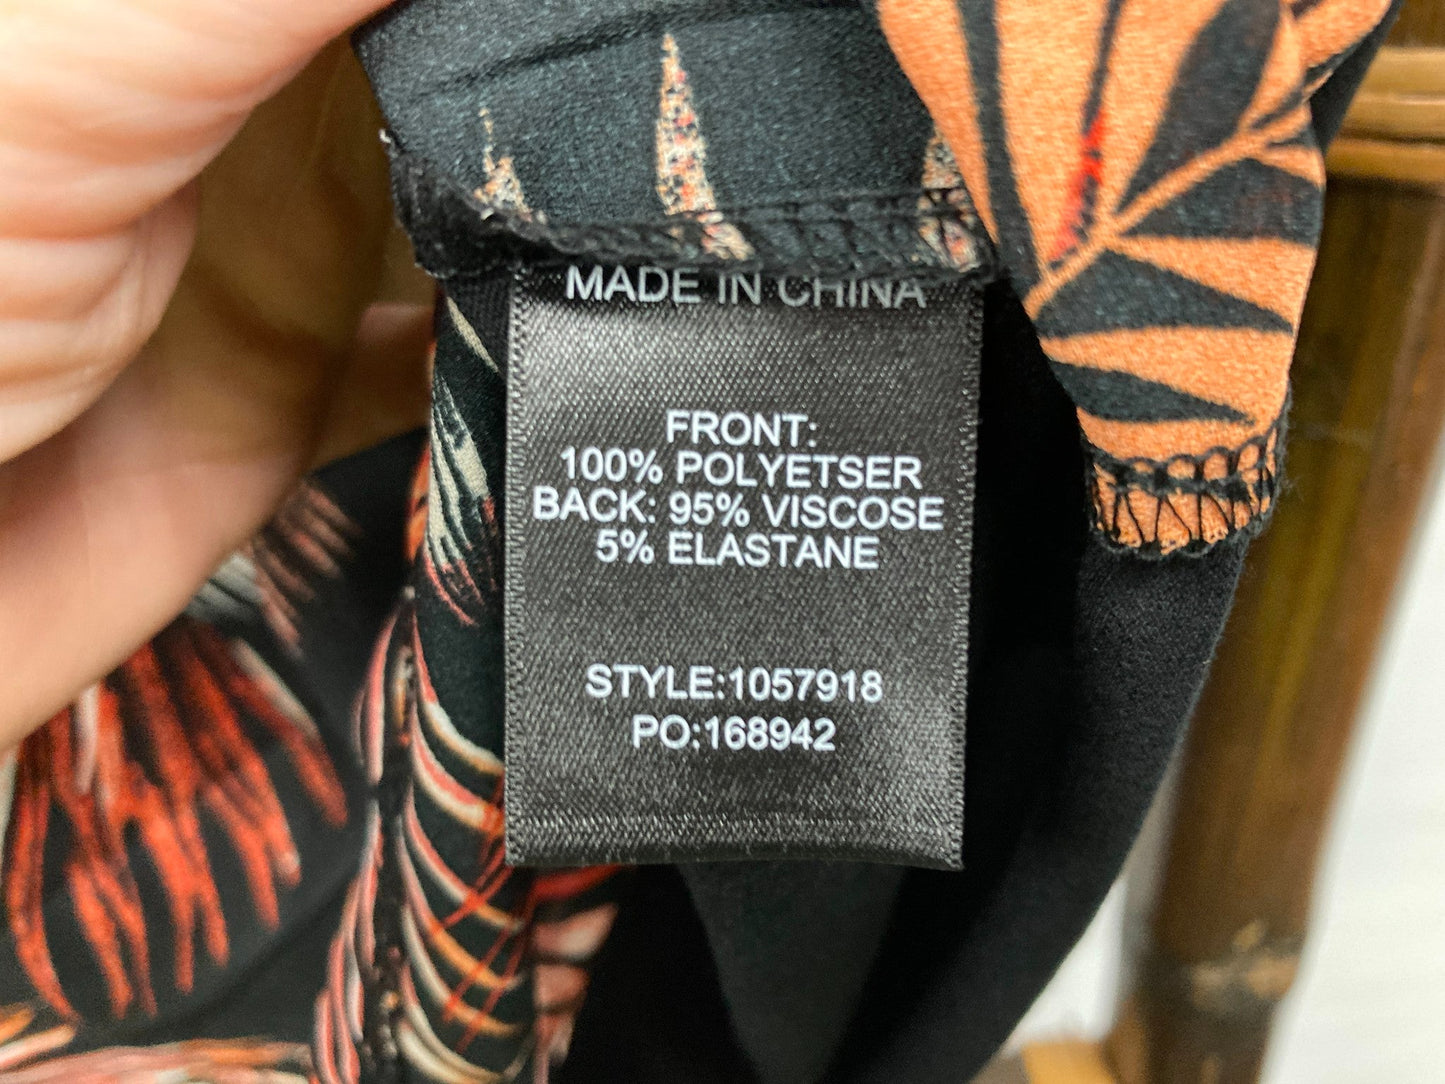 MADE IN CHINA
FRONT:
100% POLYETSER
BACK: 95% VISCOSE
5% ELASTANE
STYLE:1057918
PO:168942